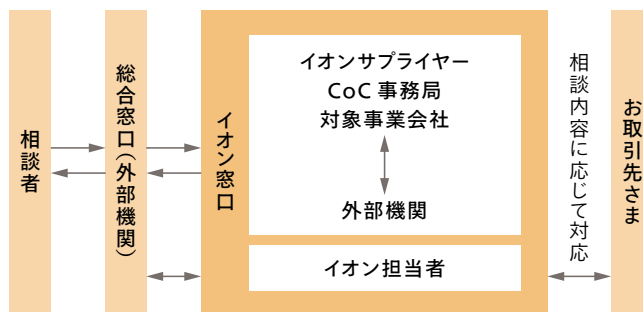 相談者
総合窓口（外部機関）
イオン窓口
イオンサプライヤー
CoC 事務局
対象事業会社
外部機関
イオン担当者
相談内容に応じて対応
お取引先さま